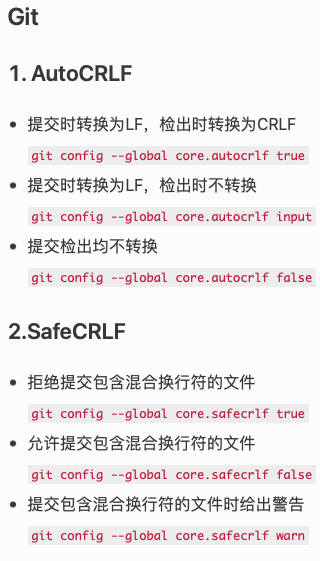 Git
1. AutoCRLF
提交时转换为LF，检出时转换为CRLF
git config --global core.autocrlf true
提交时转换为LF，检出时不转换
git config --global core.autocrlf input
提交检出均不转换
git config --global core.autocrlf false
2.SafeCRLF
拒绝提交包含混合换行符的文件
git config --global core.safecrlf true
允许提交包含混合换行符的文件
git config --global core.safecrlf false
提交包含混合换行符的文件时给出警告
git config --global core.safecrlf warn